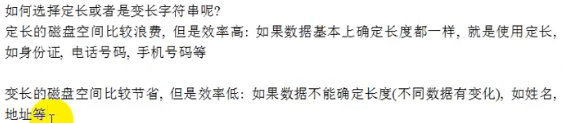 如何选择定长或者是变长字符串呢?
定长的磁盘空间比较浪费, 但是效率高: 如果数据基本上确定长度都一样, 就是使用定长,
如身份证, 电话号码, 手机号码等
变长的磁盘空间比较节省, 但是效率低: 如果数据不能确定长度(不同数据有变化), 如姓名,
地址等